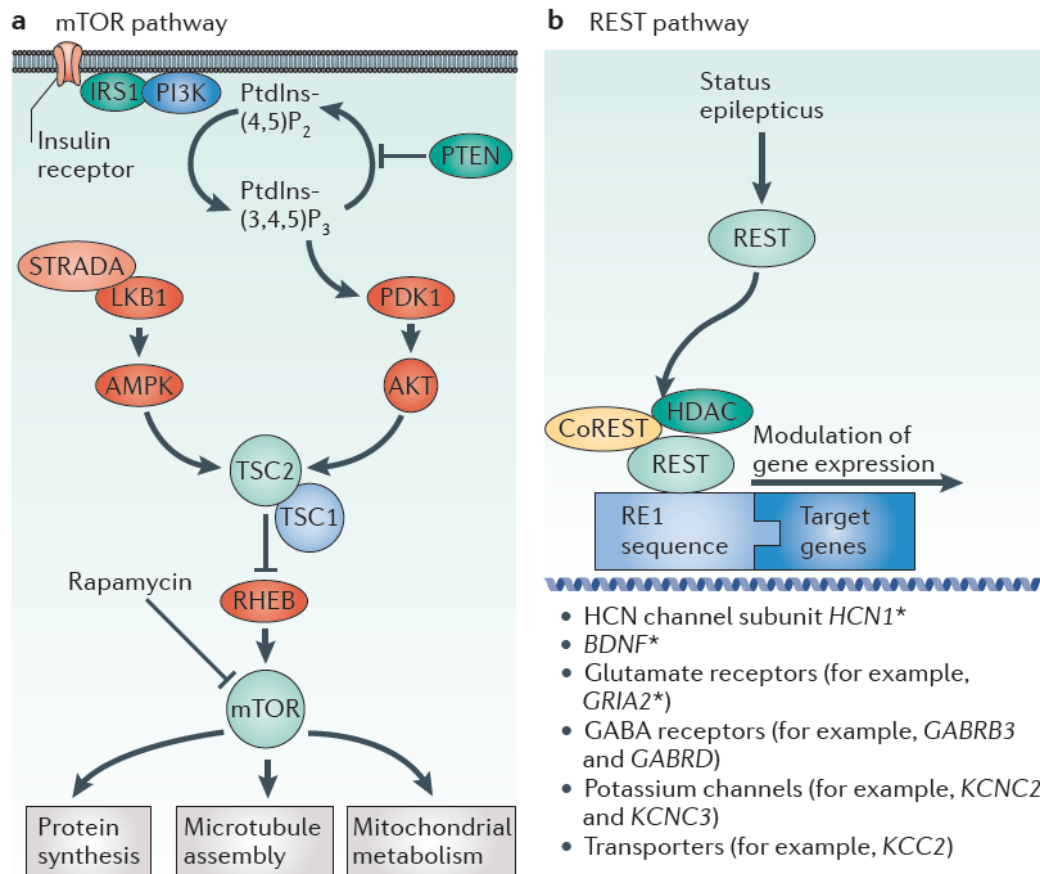 a mTOR pathway
IRS1
PI3K
Insulin
receptor
PtdIns-
(4,5)P2
PTEN
PtdIns-
(3,4,5)P3
STRADA
LKB1
PDK1
AMPK
AKT
TSC2
TSC1
Rapamycin
RHEB
mTOR
Protein
synthesis
Microtubule
assembly
Mitochondrial
metabolism
b REST pathway
Status
epilepticus
REST
HDAC
CoREST
REST
Modulation of
gene expression
RE1
sequence
Target
genes
• HCN channel subunit HCN1*
• BDNF*
• Glutamate receptors (for example,
GRIA2*)
• GABA receptors (for example, GABRB3
and GABRD)
• Potassium channels (for example, KCNC2
and KCNC3)
• Transporters (for example, KCC2)